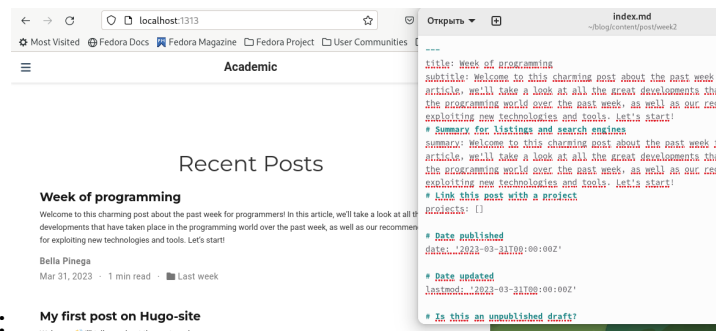 localhost:1313
Most Visited Fedora Docs Fedora Magazine Fedora Project User Communities
Academic
Recent Posts
Week of programming
Welcome to this charming post about the past week for programmers! In this article, we'll take a look at all th
developments that have taken place in the programming world over the past week, as well as our recommen
for exploiting new technologies and tools. Let's start!
Bella Pinega
Mar 31, 2023 · 1 min read · Last week
My first post on Hugo-site
Открыть
index.md
~/blog/content/post/week2
---
title: Week of programming
subtitle: Welcome to this charming post about the past week
article, we'll take a look at all the great developments tha
the programming world over the past week, as well as our rec
exploiting new technologies and tools. Let's start!
# Summary for listings and search engines
summary: Welcome to this charming post about the past week
article, we'll take a look at all the great developments tha
the programming world over the past week, as well as our rec
exploiting new technologies and tools. Let's start!
# Link this post with a project
projects: []
# Date published
date: '2023-03-31T00:00:00Z'
# Date updated
lastmod: '2023-03-31T00:00:00Z'
# Is this an unpublished draft?